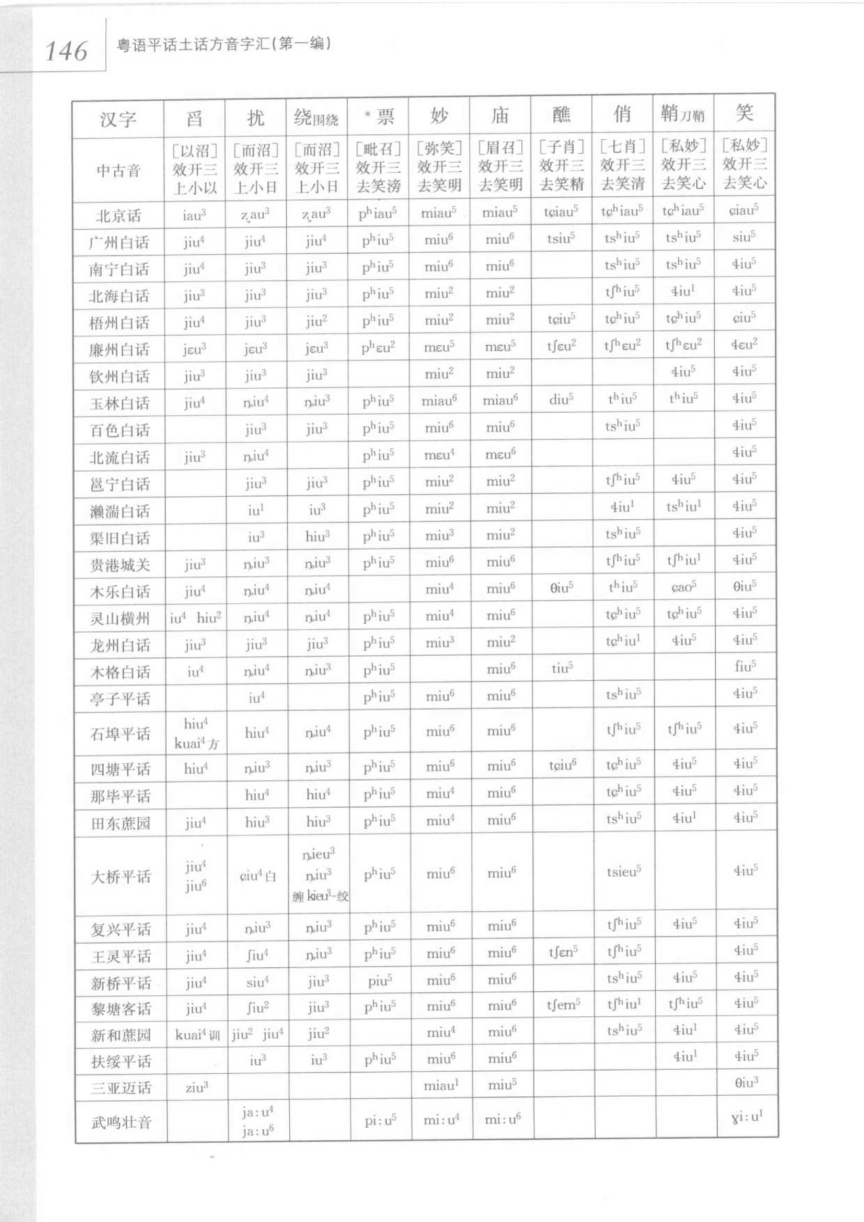 146 粤语平话土话方音字汇(第一编)
汉字 舀 扰 绕围绕 *票 妙 庙 醮 俏 鞘刀鞘 笑
中古音 [以沼] [而沼] [而沼] [毗召] [弥笑] [眉召] [子肖] [七肖] [私妙] [私妙]
效开三 效开三 效开三 效开三 效开三 效开三 效开三 效开三 效开三 效开三
上小以 上小日 上小日 去笑滂 去笑明 去笑明 去笑精 去笑清 去笑心 去笑心
北京话 iau³ ʐau³ ʐau³ pʰiau⁵ miau⁵ miau⁵ tɕiau⁵ tɕʰiau⁵ tɕʰiau⁵ ɕiau⁵
广州白话 jiu⁴ jiu⁴ jiu⁴ pʰiu⁵ miu⁶ miu⁶ tsiu⁵ tsʰiu⁵ tsʰiu⁵ siu⁵
南宁白话 jiu⁴ jiu³ jiu³ pʰiu⁵ miu⁶ miu⁶ tsʰiu⁵ tsʰiu⁵ ɬiu⁵
北海白话 jiu³ jiu³ jiu³ pʰiu⁵ miu² miu² tʃʰiu⁵ ɬiu¹ ɬiu⁵
梧州白话 jiu⁴ jiu³ jiu² pʰiu⁵ miu² miu² tɕiu⁵ tɕʰiu⁵ tɕʰiu⁵ ɕiu⁵
廉州白话 jɛu³ jɛu³ jɛu³ pʰɛu² mɛu⁵ mɛu⁵ tʃɛu² tʃʰɛu² tʃʰɛu² ɬɛu²
钦州白话 jiu³ jiu³ jiu³ miu² miu² ɬiu⁵ ɬiu⁵
玉林白话 jiu⁴ ȵiu⁴ ȵiu³ pʰiu⁵ miau⁶ miau⁶ diu⁵ tʰiu⁵ tʰiu⁵ ɬiu⁵
百色白话 jiu³ jiu³ pʰiu⁵ miu⁶ miu⁶ tsʰiu⁵ ɬiu⁵
北流白话 jiu³ ȵiu⁴ pʰiu⁵ mɛu⁴ mɛu⁶ ɬiu⁵
邕宁白话 jiu³ jiu³ pʰiu⁵ miu² miu² tʃʰiu⁵ ɬiu⁵ ɬiu⁵
濑湍白话 iu¹ iu³ pʰiu⁵ miu² miu² ɬiu¹ tsʰiu¹ ɬiu⁵
渠旧白话 iu³ hiu³ pʰiu⁵ miu³ miu² tsʰiu⁵ ɬiu⁵
贵港城关 jiu³ ȵiu³ ȵiu³ pʰiu⁵ miu⁶ miu⁶ tʃʰiu⁵ tʃʰiu¹ ɬiu⁵
木乐白话 jiu⁴ ȵiu⁴ ȵiu⁴ miu⁴ miu⁶ θiu⁵ tʰiu⁵ ɕao⁵ θiu⁵
灵山横州 iu⁴ hiu² ȵiu⁴ ȵiu⁴ pʰiu⁵ miu⁴ miu⁶ tɕʰiu⁵ tɕʰiu⁵ ɬiu⁵
龙州白话 jiu³ jiu³ jiu³ pʰiu⁵ miu³ miu² tɕʰiu¹ ɬiu⁵ ɬiu⁵
木格白话 iu⁴ ȵiu⁴ ȵiu³ pʰiu⁵ miu⁶ tiu⁵ fiu⁵
亭子平话 iu⁴ pʰiu⁵ miu⁶ miu⁶ tsʰiu⁵ ɬiu⁵
石埠平话 hiu⁴ kuai⁴方 hiu⁴ ȵiu⁴ pʰiu⁵ miu⁶ miu⁶ tʃʰiu⁵ tʃʰiu⁵ ɬiu⁵
四塘平话 hiu⁴ ȵiu³ ȵiu³ pʰiu⁵ miu⁶ miu⁶ tɕiu⁶ tɕʰiu⁵ ɬiu⁵ ɬiu⁵
那毕平话 hiu⁴ hiu⁴ pʰiu⁵ miu⁴ miu⁶ tɕʰiu⁵ ɬiu⁵ ɬiu⁵
田东蔗园 jiu⁴ hiu³ hiu³ pʰiu⁵ miu⁴ miu⁶ tsʰiu⁵ ɬiu¹ ɬiu⁵
大桥平话 jiu⁴ jiu⁶ ɕiu⁴白 ȵieu³ ȵiu³ 缠kieu³-绞 pʰiu⁵ miu⁶ miu⁶ tsieu⁵ ɬiu⁵
复兴平话 jiu⁴ ȵiu³ ȵiu³ pʰiu⁵ miu⁶ miu⁶ tʃʰiu⁵ ɬiu⁵ ɬiu⁵
王灵平话 jiu⁴ ʃiu⁴ ȵiu³ pʰiu⁵ miu⁶ miu⁶ tʃɛn⁵ tʃʰiu⁵ ɬiu⁵
新桥平话 jiu⁴ siu⁴ jiu³ piu⁵ miu⁶ miu⁶ tsʰiu⁵ ɬiu⁵ ɬiu⁵
黎塘客话 jiu⁴ ʃiu² jiu³ pʰiu⁵ miu⁶ miu⁶ tʃem⁵ tʃʰiu¹ tʃʰiu⁵ ɬiu⁵
新和蔗园 kuai⁴训 jiu² jiu⁴ jiu² miu⁴ miu⁶ tsʰiu⁵ ɬiu¹ ɬiu⁵
扶绥平话 iu³ iu³ pʰiu⁵ miu⁶ miu⁶ ɬiu¹ ɬiu⁵
三亚迈话 ziu³ miau¹ miu⁵ θiu³
武鸣壮音 ja:u⁴ ja:u⁶ pi:u⁵ mi:u⁴ mi:u⁶ ɣi:u¹